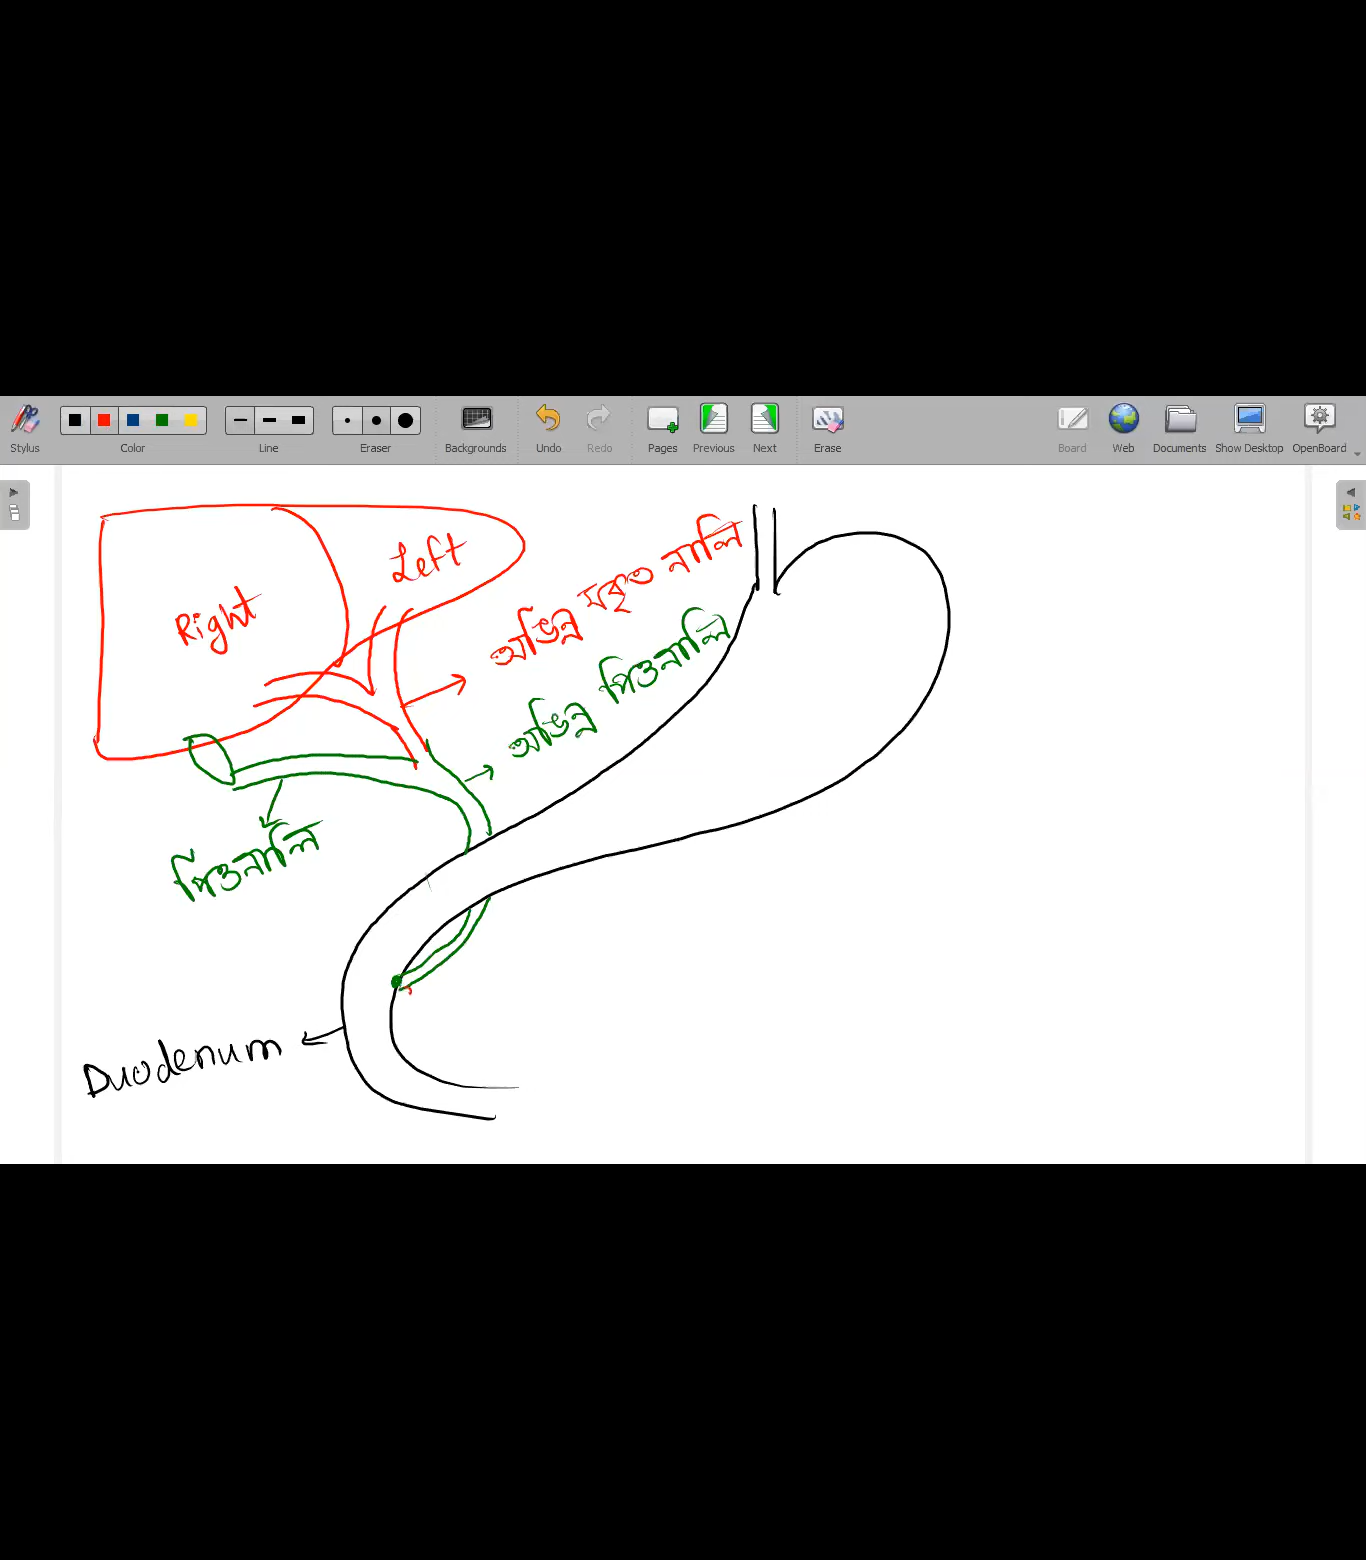 Stylus
Color
Line
Eraser
Backgrounds
Undo
Redo
Pages
Previous
Next
Erase
Board
Web
Documents
Show Desktop
OpenBoard
Right
Left
অভিন্ন যকৃত নালি
অভিন্ন পিত্তনালি
পিত্তনালি
Duodenum